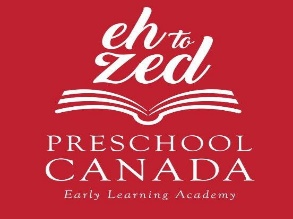 eh to
zed
PRESCHOOL
CANADA
Early Learning Academy